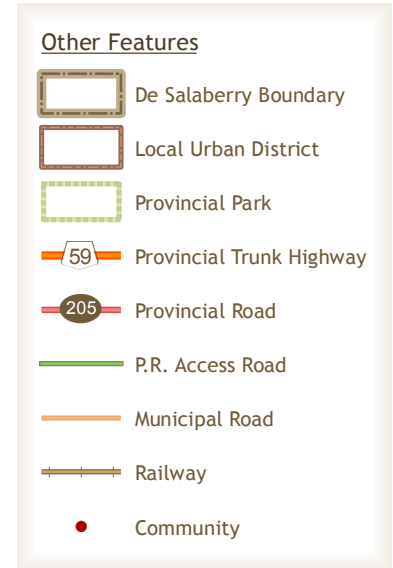 Other Features
De Salaberry Boundary
Local Urban District
Provincial Park
59 Provincial Trunk Highway
205 Provincial Road
P.R. Access Road
Municipal Road
Railway
Community